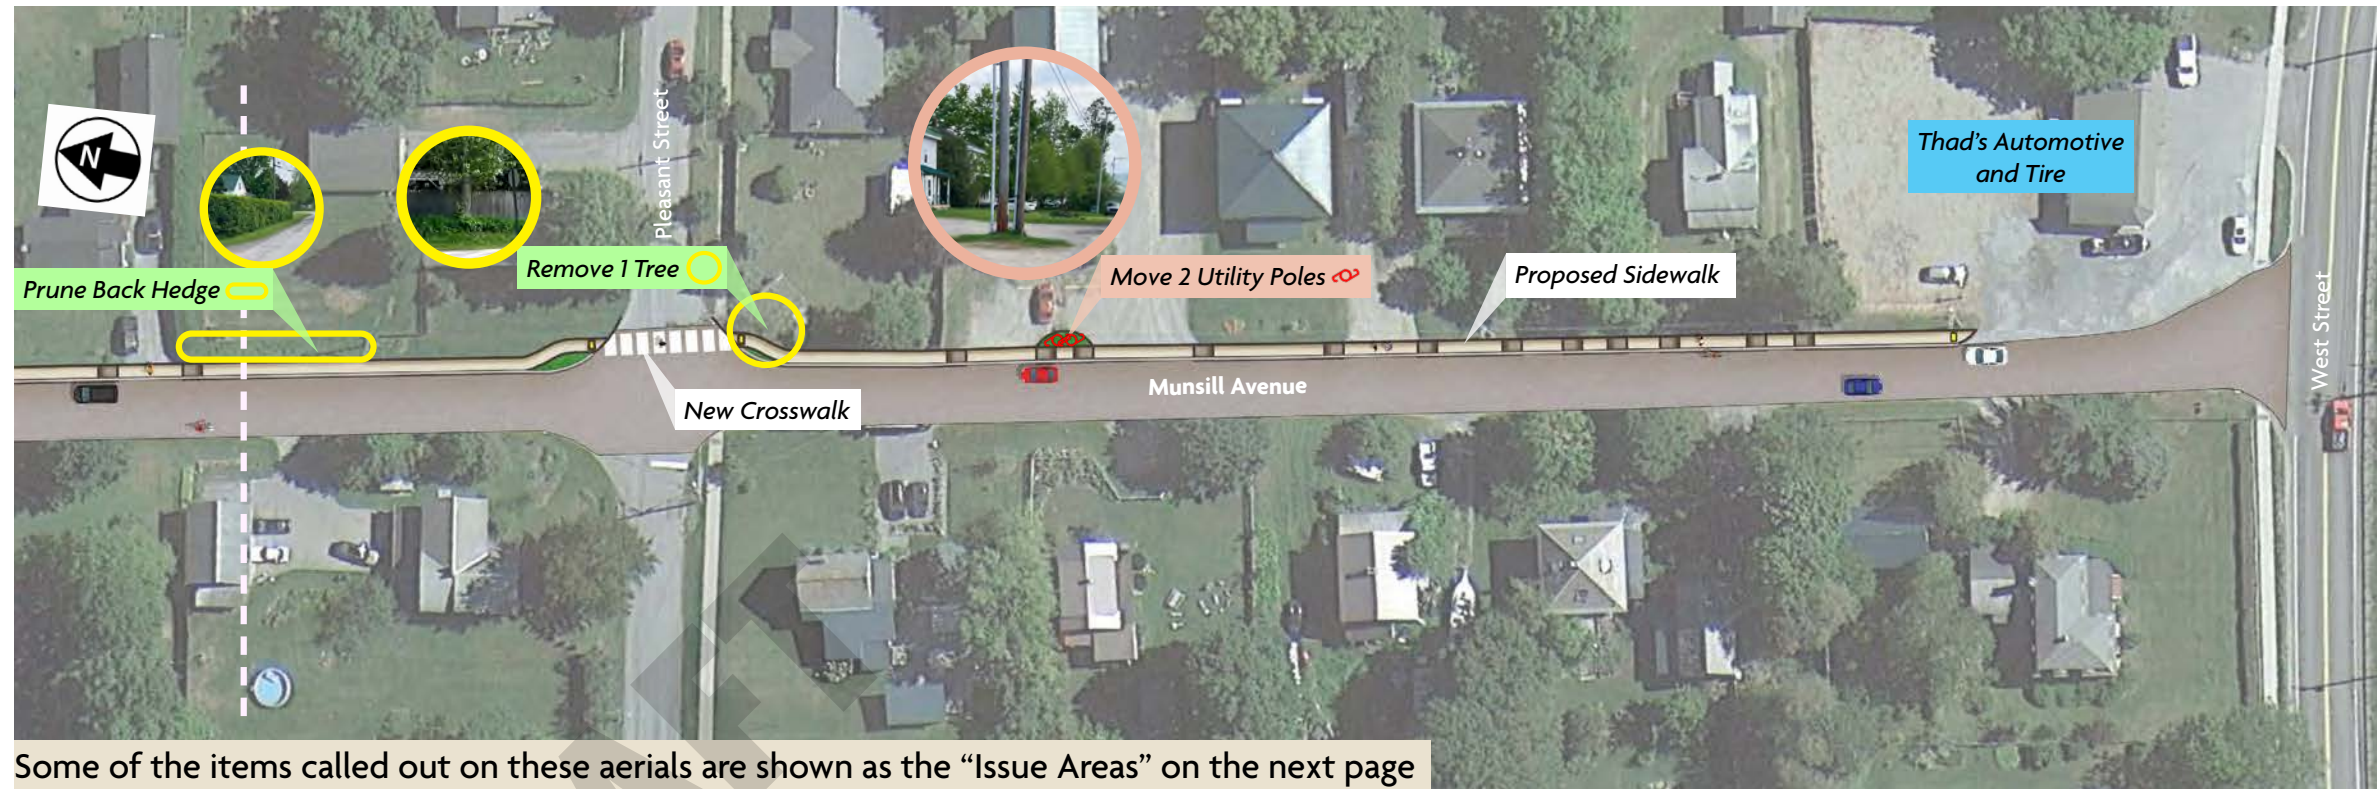 N
Pleasant Street
Thad's Automotive
and Tire
Remove 1 Tree
Move 2 Utility Poles
Proposed Sidewalk
Prune Back Hedge
West Street
Munsill Avenue
New Crosswalk
AFT
Some of the items called out on these aerials are shown as the “Issue Areas” on the next page